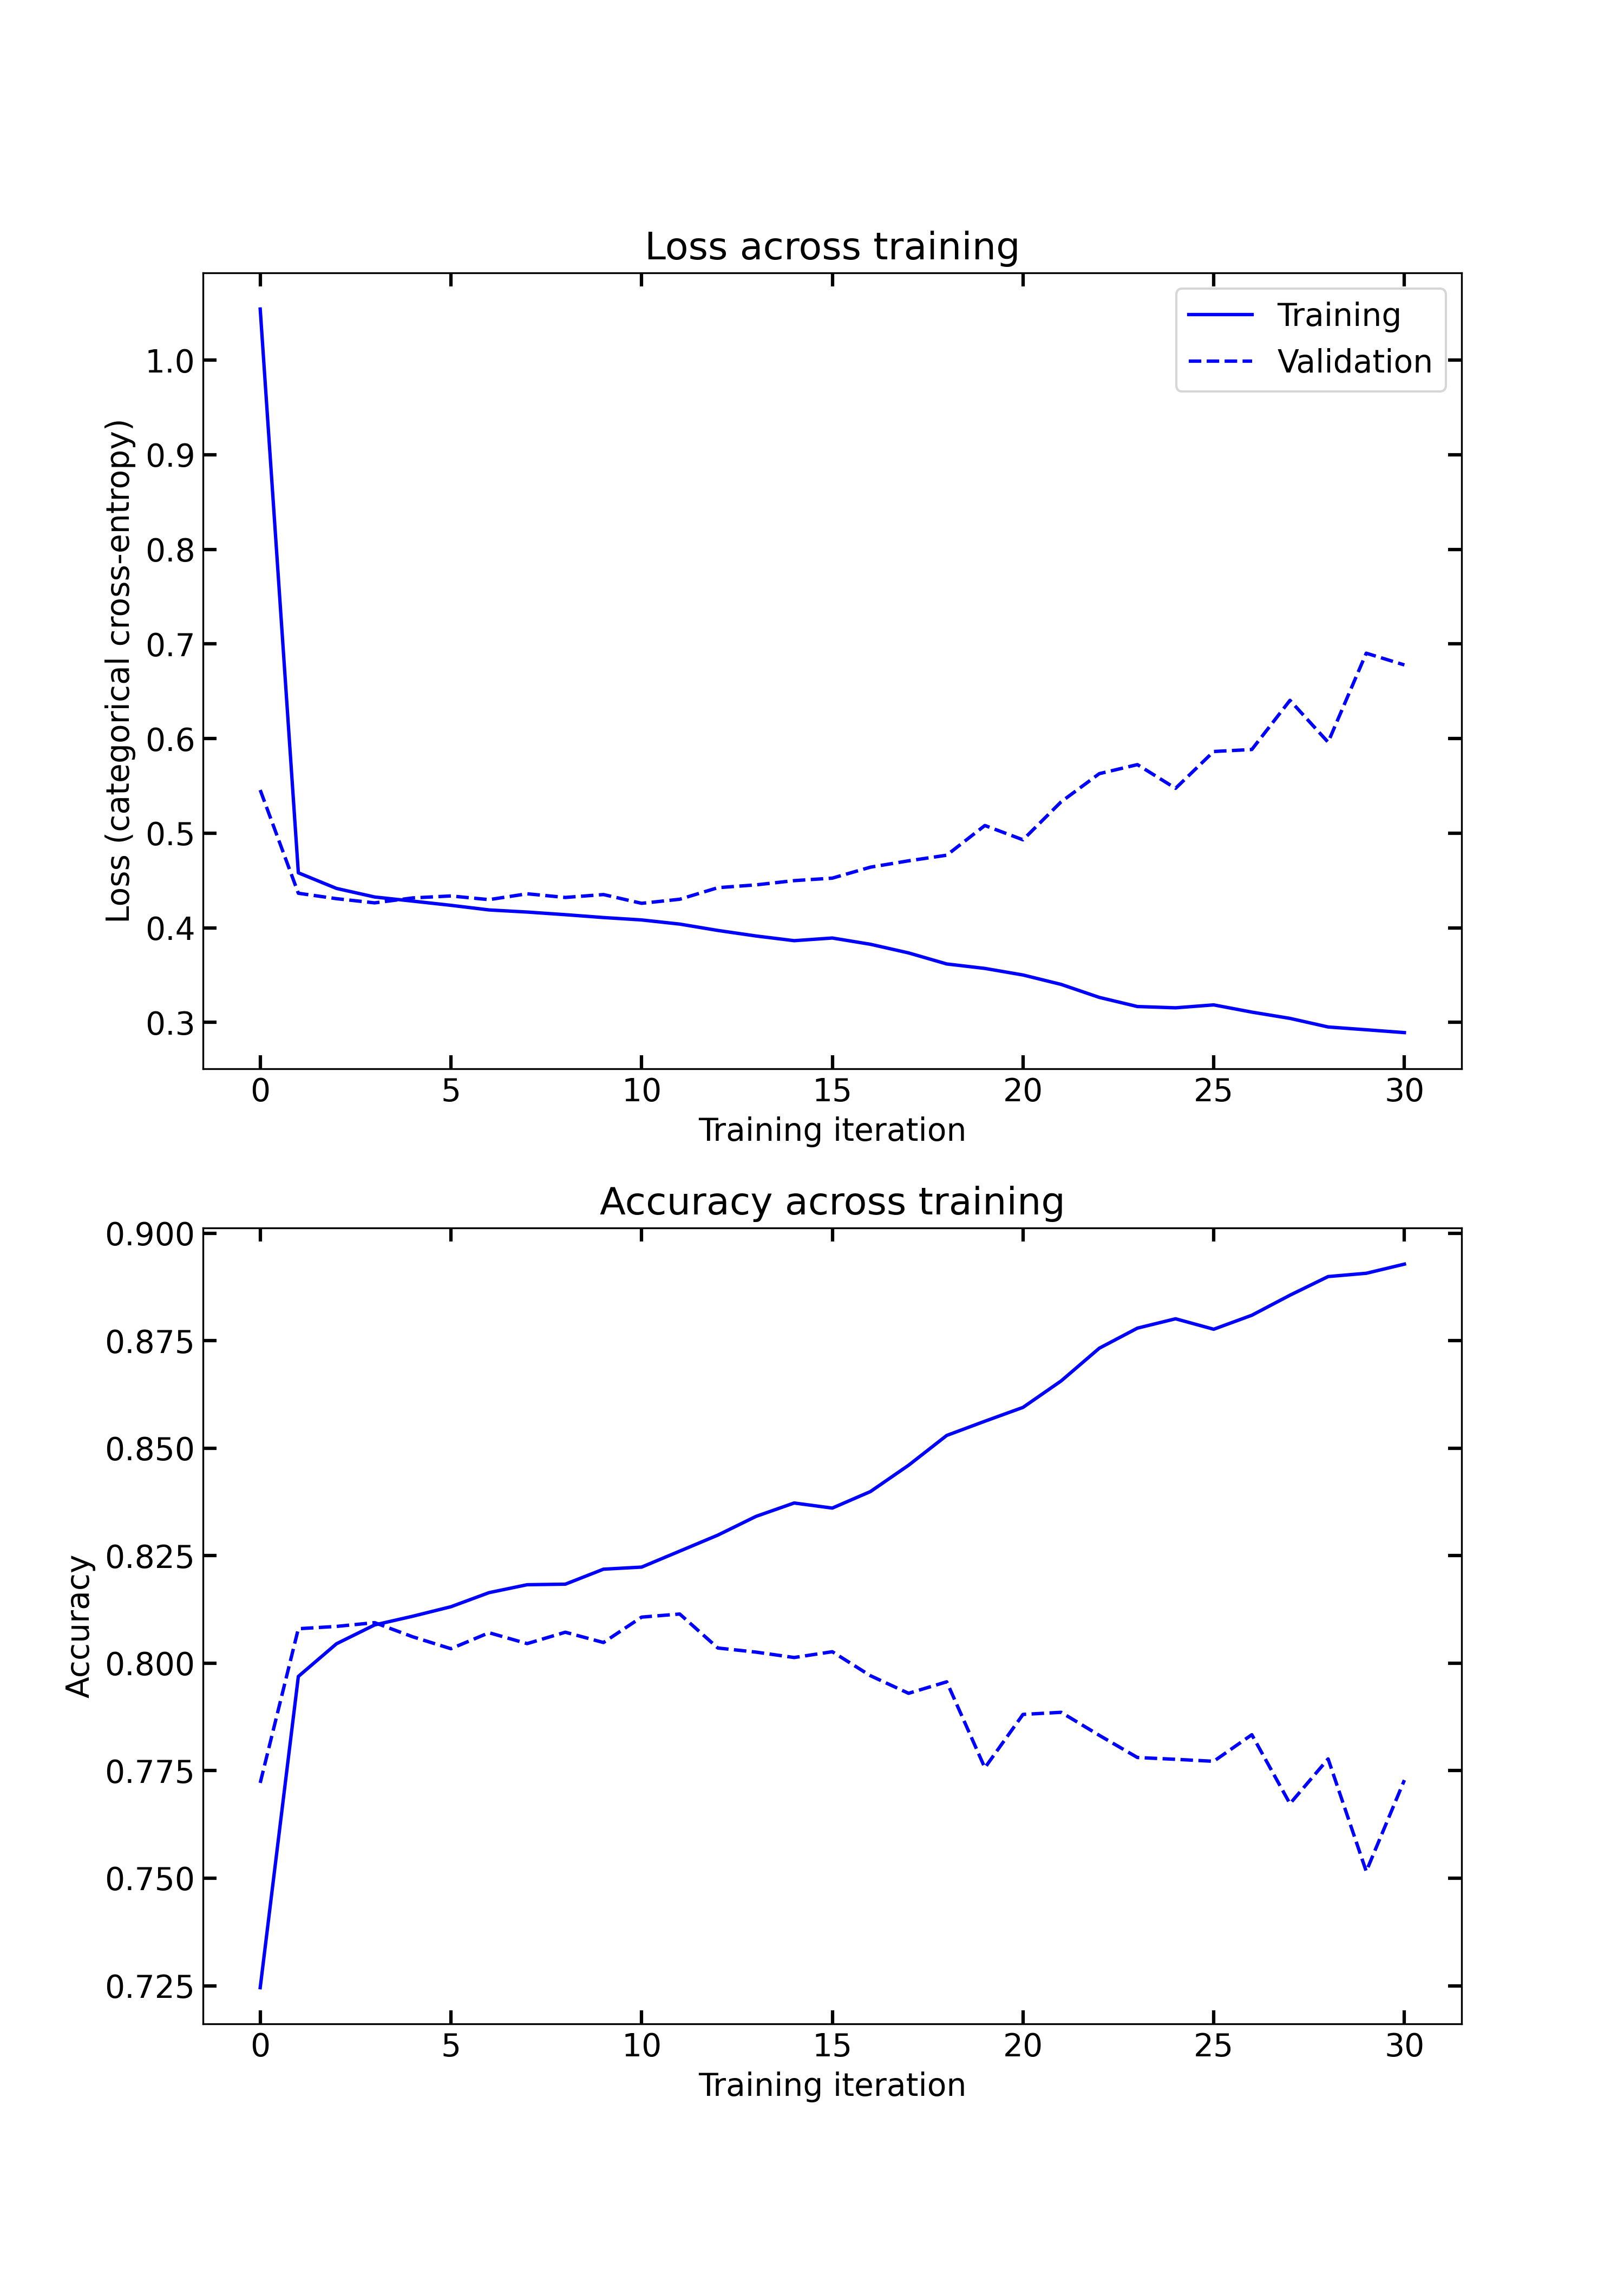 Loss across training
Training
Validation
1.0
0.9
0.8
0.7
0.6
0.5
0.4
0.3
Loss (categorical cross-entropy)
0 5 10 15 20 25 30
Training iteration
Accuracy across training
0.900
0.875
0.850
0.825
0.800
0.775
0.750
0.725
Accuracy
0 5 10 15 20 25 30
Training iteration